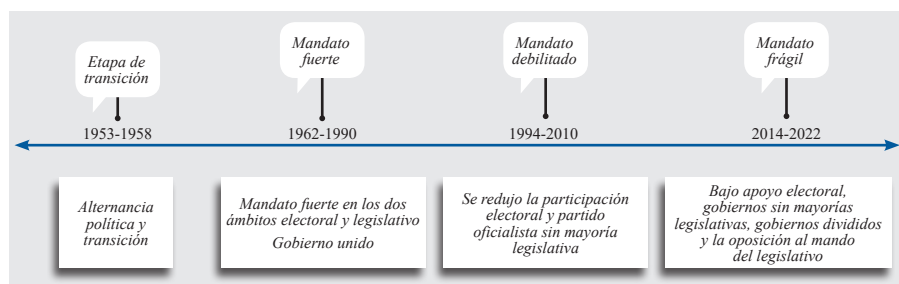 Etapa de
transición
Mandato
fuerte
Mandato
debilitado
Mandato
frágil
1953-1958
1962-1990
1994-2010
2014-2022
Alternancia
política y
transición
Mandato fuerte en los dos
ámbitos electoral y legislativo
Gobierno unido
Se redujo la participación
electoral y partido
oficialista sin mayoría
legislativa
Bajo apoyo electoral,
gobiernos sin mayorías
legislativas, gobiernos divididos
y la oposición al mando
del legislativo